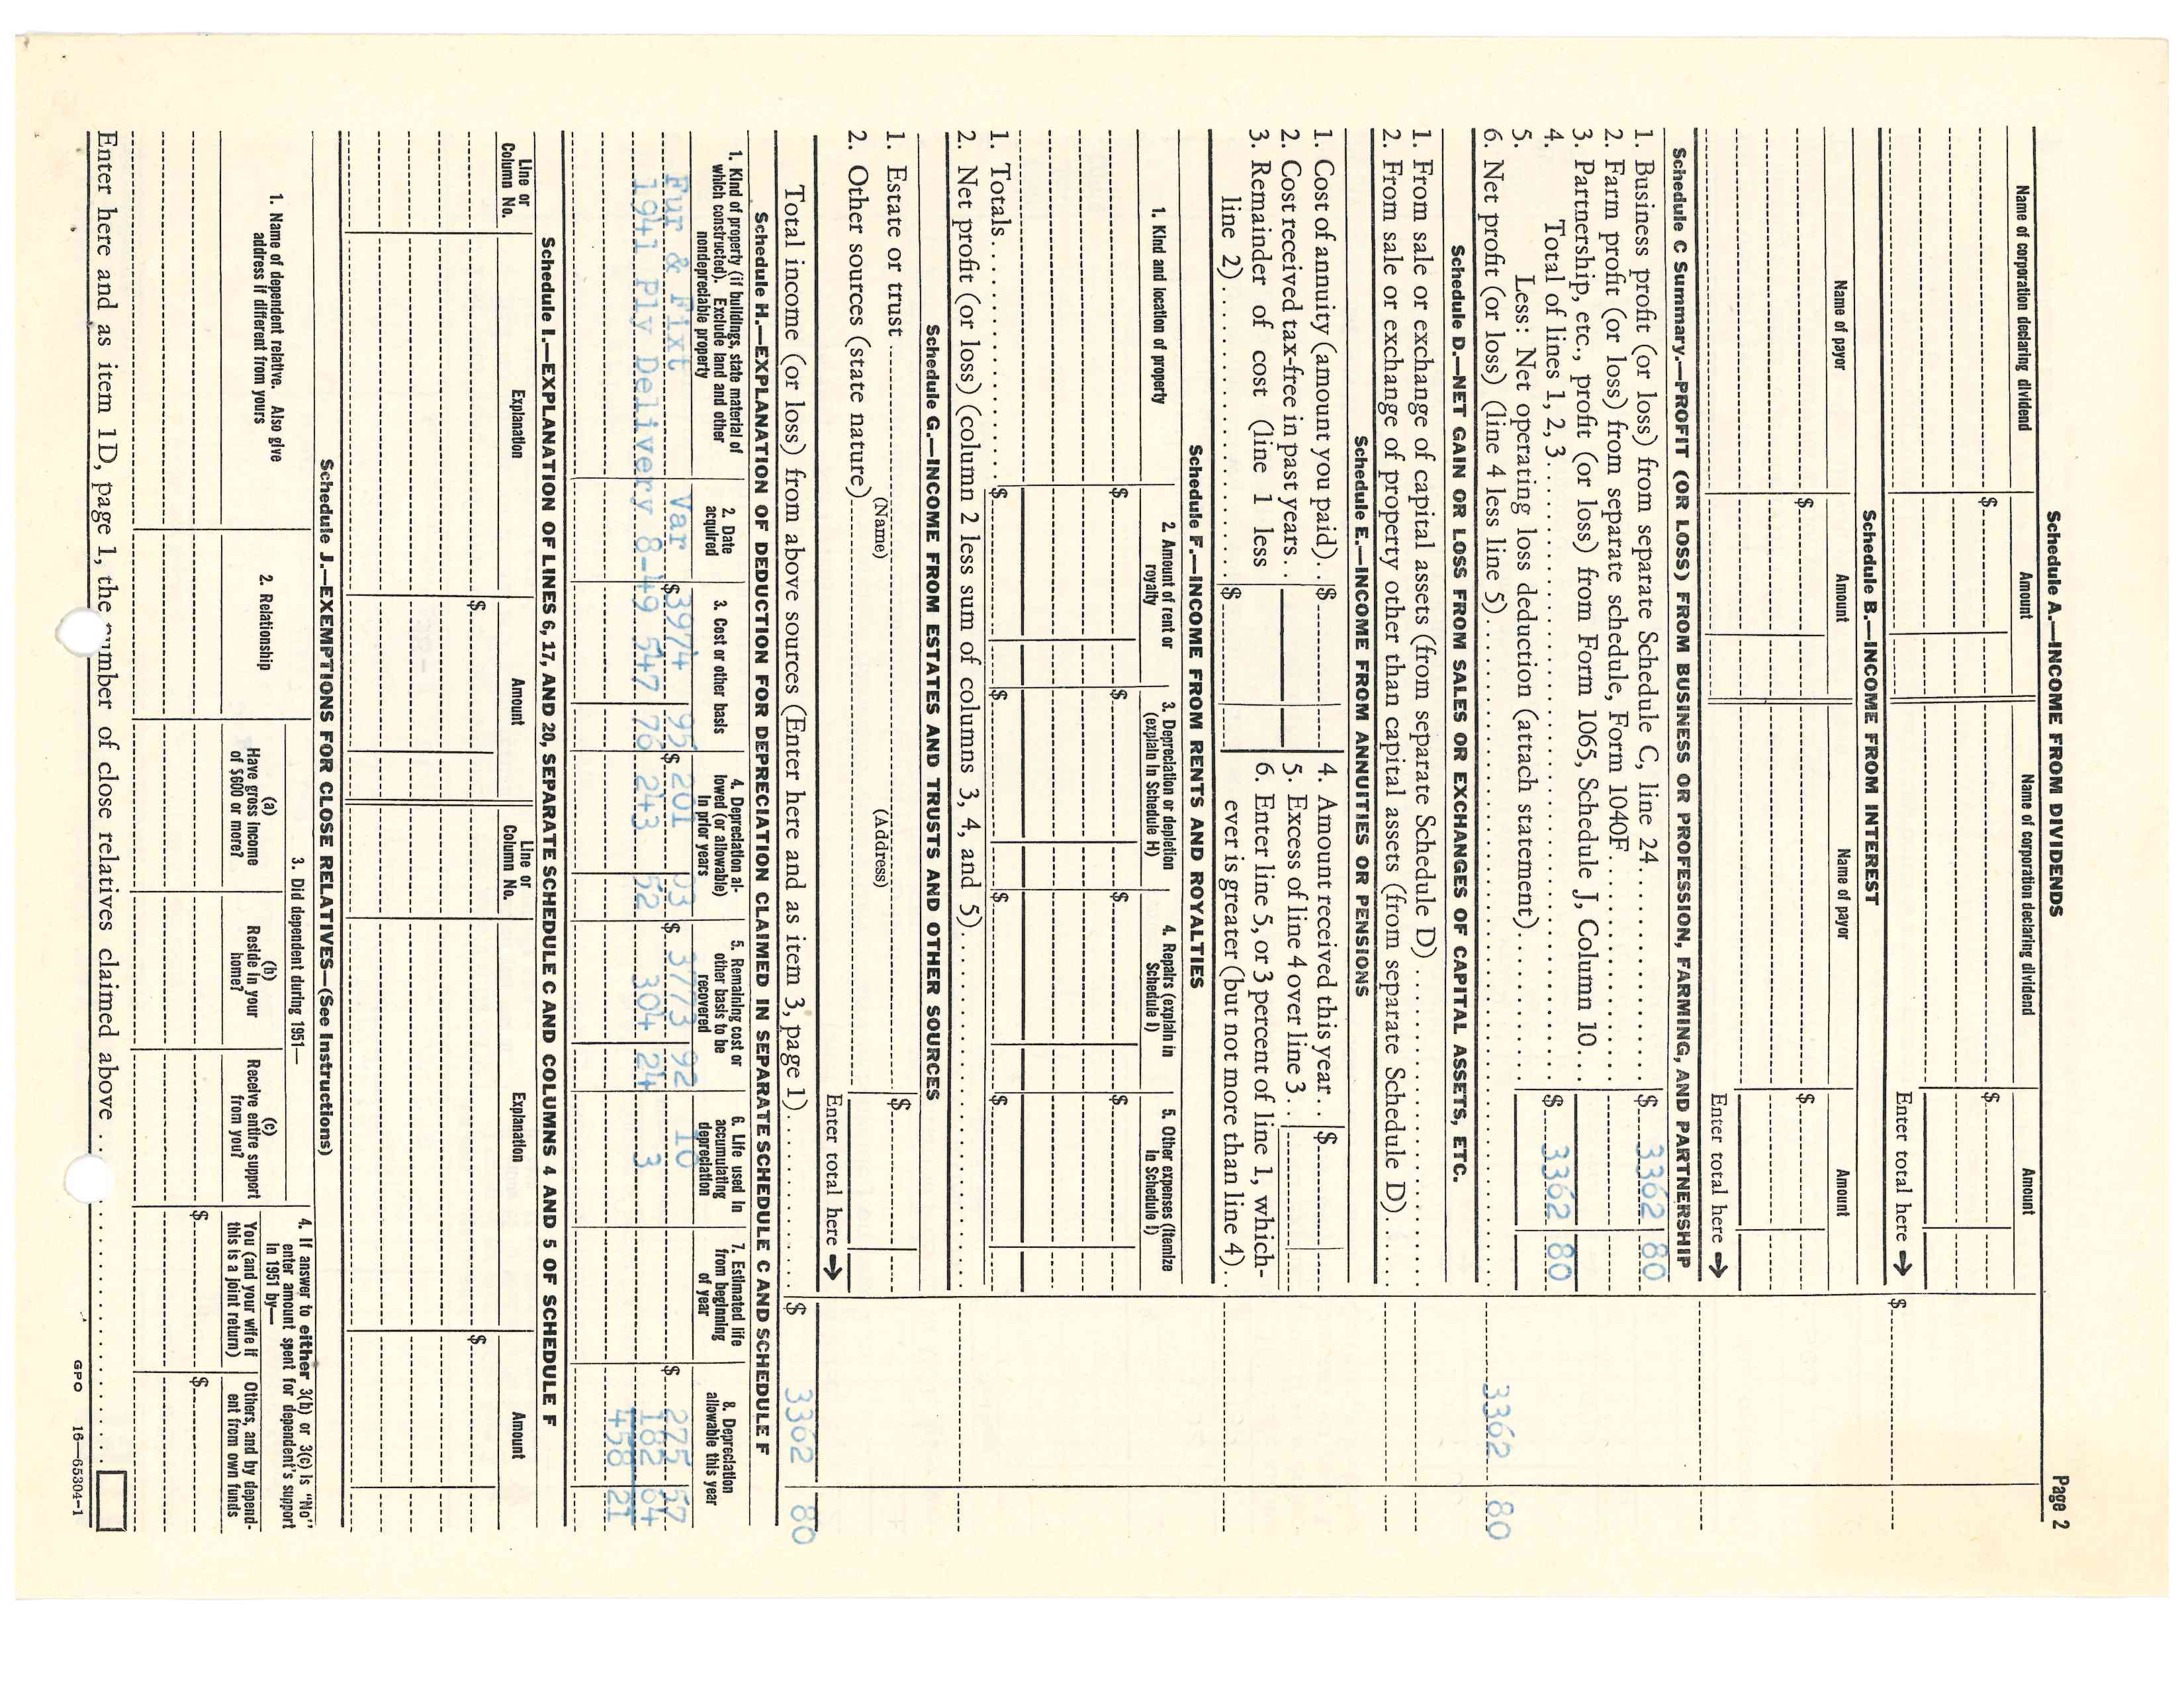 Page 2
Schedule A.—INCOME FROM DIVIDENDS
Name of corporation declaring dividend Amount Name of corporation declaring dividend Amount
$ $
Enter total here → $
Schedule B.—INCOME FROM INTEREST
Name of payor Amount Name of payor Amount
$ $
Enter total here →
Schedule C Summary.—PROFIT (OR LOSS) FROM BUSINESS OR PROFESSION, FARMING, AND PARTNERSHIP
1. Business profit (or loss) from separate Schedule C, line 24 $ 3362 80
2. Farm profit (or loss) from separate schedule, Form 1040F
3. Partnership, etc., profit (or loss) from Form 1065, Schedule J, Column 10
4. Total of lines 1, 2, 3 $ 3362 80
5. Less: Net operating loss deduction (attach statement)
6. Net profit (or loss) (line 4 less line 5) 3362 80
Schedule D.—NET GAIN OR LOSS FROM SALES OR EXCHANGES OF CAPITAL ASSETS, ETC.
1. From sale or exchange of capital assets (from separate Schedule D)
2. From sale or exchange of property other than capital assets (from separate Schedule D)
Schedule E.—INCOME FROM ANNUITIES OR PENSIONS
1. Cost of annuity (amount you paid) $ 4. Amount received this year $
2. Cost received tax-free in past years 5. Excess of line 4 over line 3
3. Remainder of cost (line 1 less 6. Enter line 5, or 3 percent of line 1, which-
line 2) $ ever is greater (but not more than line 4)
Schedule F.—INCOME FROM RENTS AND ROYALTIES
1. Kind and location of property 2. Amount of rent or royalty 3. Depreciation or depletion (explain in Schedule H) 4. Repairs (explain in Schedule I) 5. Other expenses (itemize in Schedule I)
$ $ $ $
1. Totals $ $ $ $
2. Net profit (or loss) (column 2 less sum of columns 3, 4, and 5)
Schedule G.—INCOME FROM ESTATES AND TRUSTS AND OTHER SOURCES
1. Estate or trust $
(Name) (Address)
2. Other sources (state nature)
Enter total here →
Total income (or loss) from above sources (Enter here and as item 3, page 1) $ 3362 80
Schedule H.—EXPLANATION OF DEDUCTION FOR DEPRECIATION CLAIMED IN SEPARATE SCHEDULE C AND SCHEDULE F
1. Kind of property (if buildings, state material of which constructed). Exclude land and other nondepreciable property 2. Date acquired 3. Cost or other basis 4. Depreciation allowed (or allowable) in prior years 5. Remaining cost or other basis to be recovered 6. Life used in accumulating depreciation 7. Estimated life from beginning of year 8. Depreciation allowable this year
Fur & Fixt Var $3974 95 $ 201 03 $ 3773 92 10 $ 275 57
1941 Ply Delivery 8-49 547 76 243 52 304 24 3 182 64
458 21
Schedule I.—EXPLANATION OF LINES 6, 17, AND 20, SEPARATE SCHEDULE C AND COLUMNS 4 AND 5 OF SCHEDULE F
Line or Column No. Explanation Amount Line or Column No. Explanation Amount
$ $
Schedule J.—EXEMPTIONS FOR CLOSE RELATIVES—(See Instructions)
1. Name of dependent relative. Also give address if different from yours 2. Relationship 3. Did dependent during 1951— 4. If answer to either 3(b) or 3(c) is "No" enter amount spent for dependent's support in 1951 by—
(a) Have gross income of $600 or more? (b) Reside in your home? (c) Receive entire support from you? You (and your wife if this is a joint return) Others, and by dependent from own funds
$ $
Enter here and as item 1D, page 1, the number of close relatives claimed above
GPO 16—65304-1